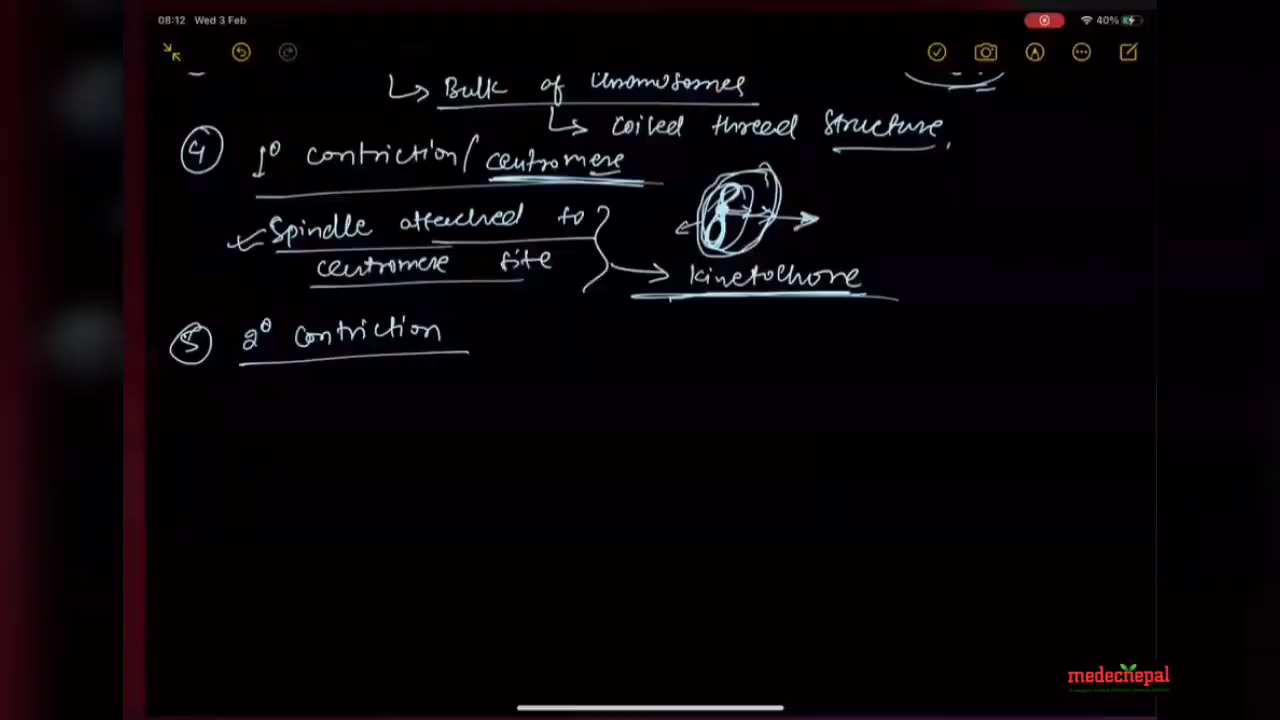 08:12 Wed 3 Feb
40%
↳ Bulk of chromosomes
↳ coiled thread structure.
④ 1° contriction/centromere
Spindle attached to
centromere site
→ kinetochore
⑤ 2° contriction
medecnepal